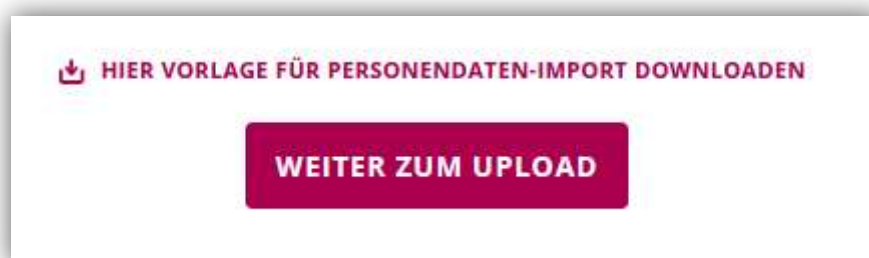 HIER VORLAGE FÜR PERSONENDATEN-IMPORT DOWNLOADEN
WEITER ZUM UPLOAD